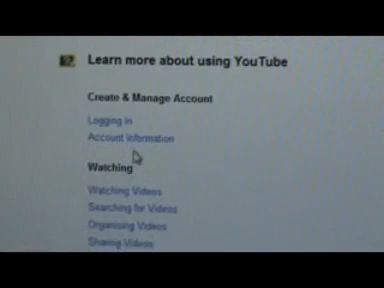 Learn more about using YouTube
Create & Manage Account
Logging In
Account Information
Watching
Watching Videos
Searching for Videos
Organising Videos
Sharing Videos